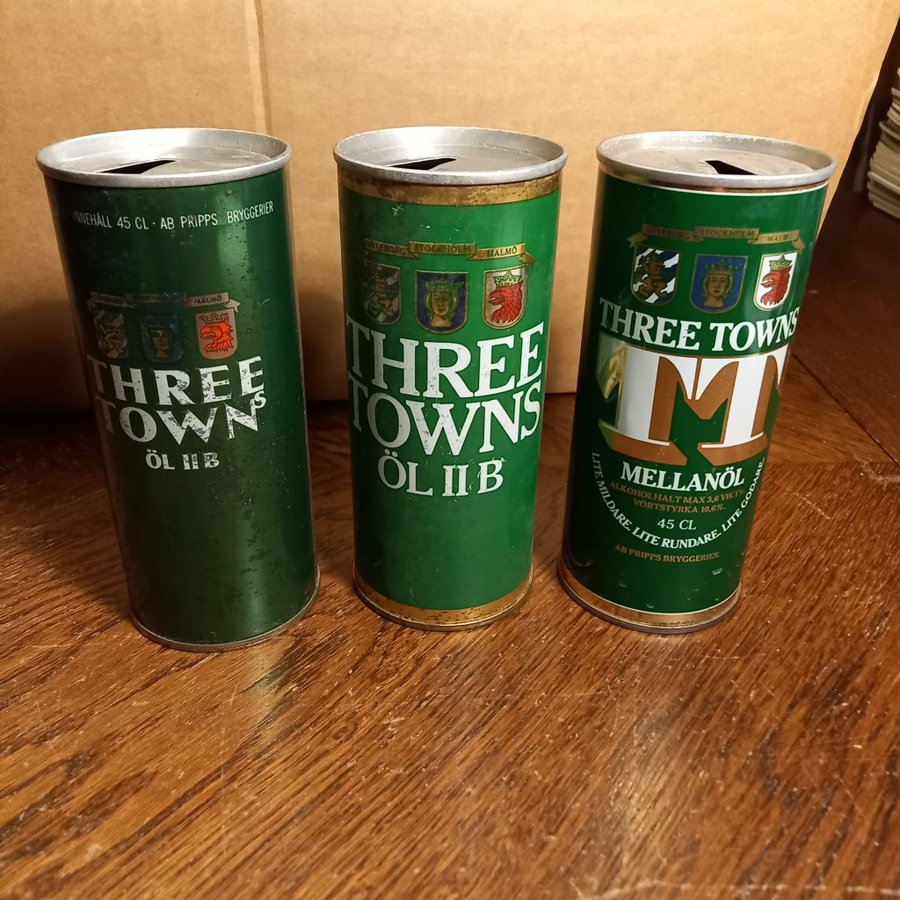 INNEHÅLL 45 CL · AB PRIPPS BRYGGERIER
GÖTEBORG MALMÖ
THREE
TOWNS
ÖL II B
GÖTEBORG STOCKHOLM MALMÖ
THREE
TOWNS
ÖL II B
GÖTEBORG STOCKHOLM MALMÖ
THREE TOWNS
TMT
MELLANÖL
ALKOHOLHALT MAX 3,6 VIKT%
VÖRTSTYRKA 10,6%.
45 CL
LITE MILDARE. LITE RUNDARE. LITE GODARE.
AB PRIPPS BRYGGERIER.